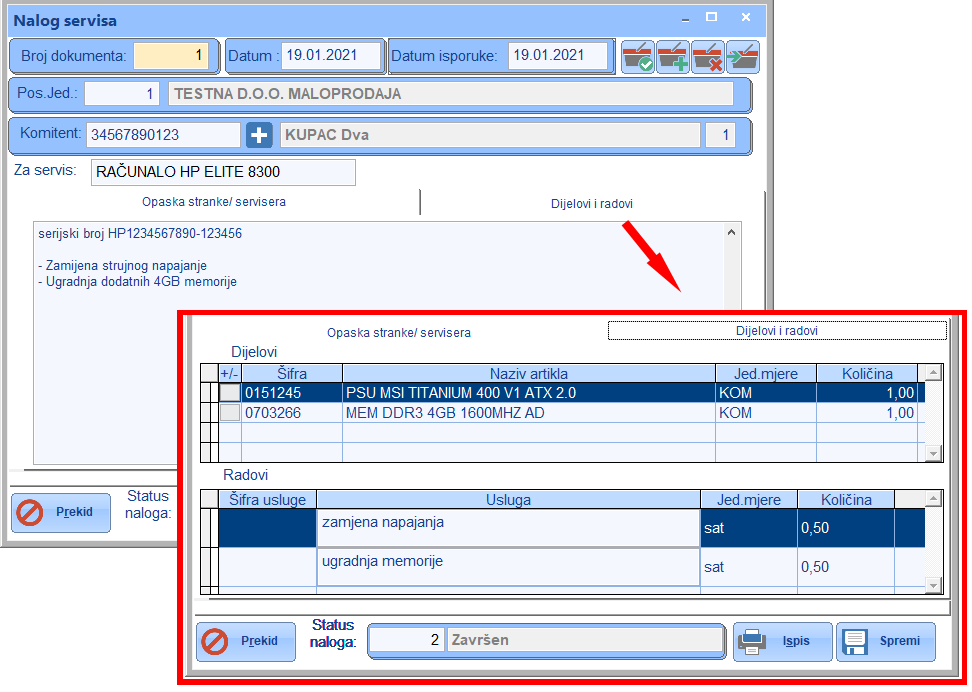 Nalog servisa
Broj dokumenta: 1 Datum : 19.01.2021 Datum isporuke: 19.01.2021
Pos.Jed.: 1 TESTNA D.O.O. MALOPRODAJA
Komitent: 34567890123 KUPAC Dva 1
Za servis: RAČUNALO HP ELITE 8300
Opaska stranke/ servisera Dijelovi i radovi
serijski broj HP1234567890-123456
- Zamijena strujnog napajanje
- Ugradnja dodatnih 4GB memorije
Prekid Status
naloga:
Opaska stranke/ servisera Dijelovi i radovi
Dijelovi
+/- Šifra Naziv artikla Jed.mjere Količina
0151245 PSU MSI TITANIUM 400 V1 ATX 2.0 KOM 1,00
0703266 MEM DDR3 4GB 1600MHZ AD KOM 1,00
Radovi
Šifra usluge Usluga Jed.mjere Količina
zamjena napajanja sat 0,50
ugradnja memorije sat 0,50
Prekid Status
naloga: 2 Završen Ispis Spremi